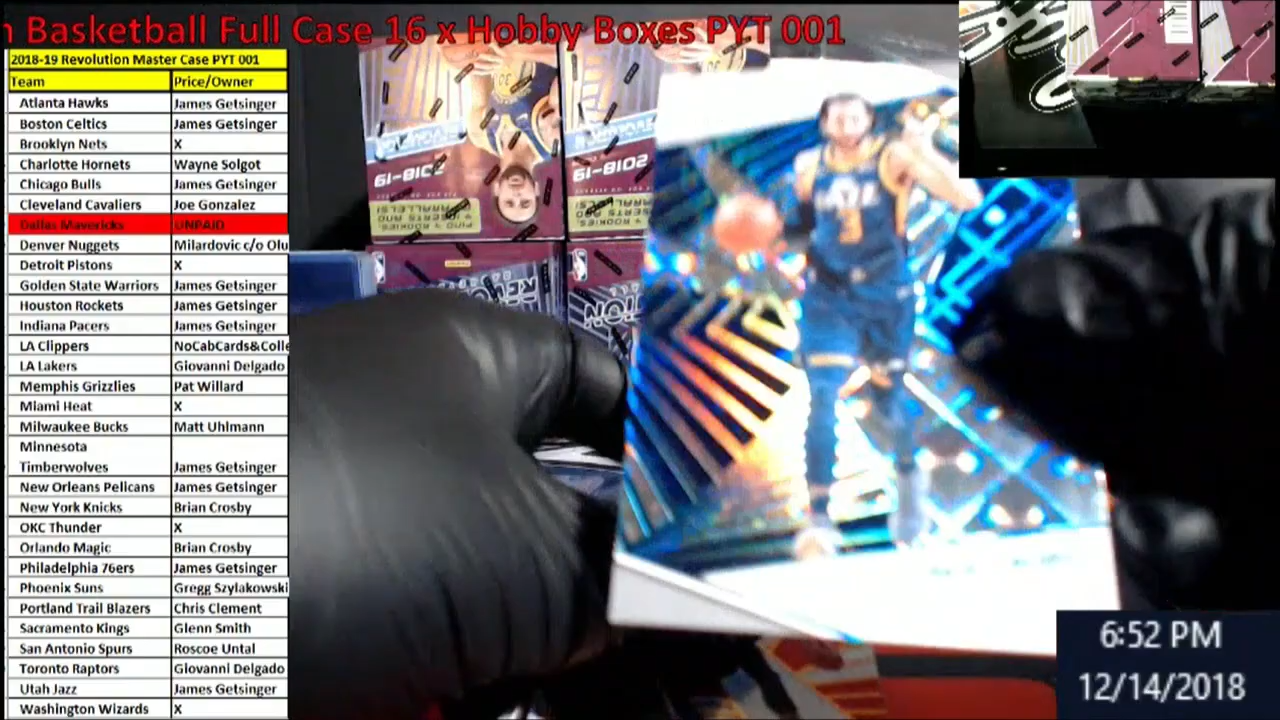 n Basketball Full Case 16 x Hobby Boxes PYT 001
2018-19 Revolution Master Case PYT 001
Team Price/Owner
Atlanta Hawks James Getsinger
Boston Celtics James Getsinger
Brooklyn Nets X
Charlotte Hornets Wayne Solgot
Chicago Bulls James Getsinger
Cleveland Cavaliers Joe Gonzalez
Dallas Mavericks UNPAID
Denver Nuggets Milardovic c/o Olu
Detroit Pistons X
Golden State Warriors James Getsinger
Houston Rockets James Getsinger
Indiana Pacers James Getsinger
LA Clippers NoCabCards&Colle
LA Lakers Giovanni Delgado
Memphis Grizzlies Pat Willard
Miami Heat X
Milwaukee Bucks Matt Uhlmann
Minnesota
Timberwolves James Getsinger
New Orleans Pelicans James Getsinger
New York Knicks Brian Crosby
OKC Thunder X
Orlando Magic Brian Crosby
Philadelphia 76ers James Getsinger
Phoenix Suns Gregg Szylakowski
Portland Trail Blazers Chris Clement
Sacramento Kings Glenn Smith
San Antonio Spurs Roscoe Untal
Toronto Raptors Giovanni Delgado
Utah Jazz James Getsinger
Washington Wizards X
2018-19
2018-19
3
6:52 PM
12/14/2018